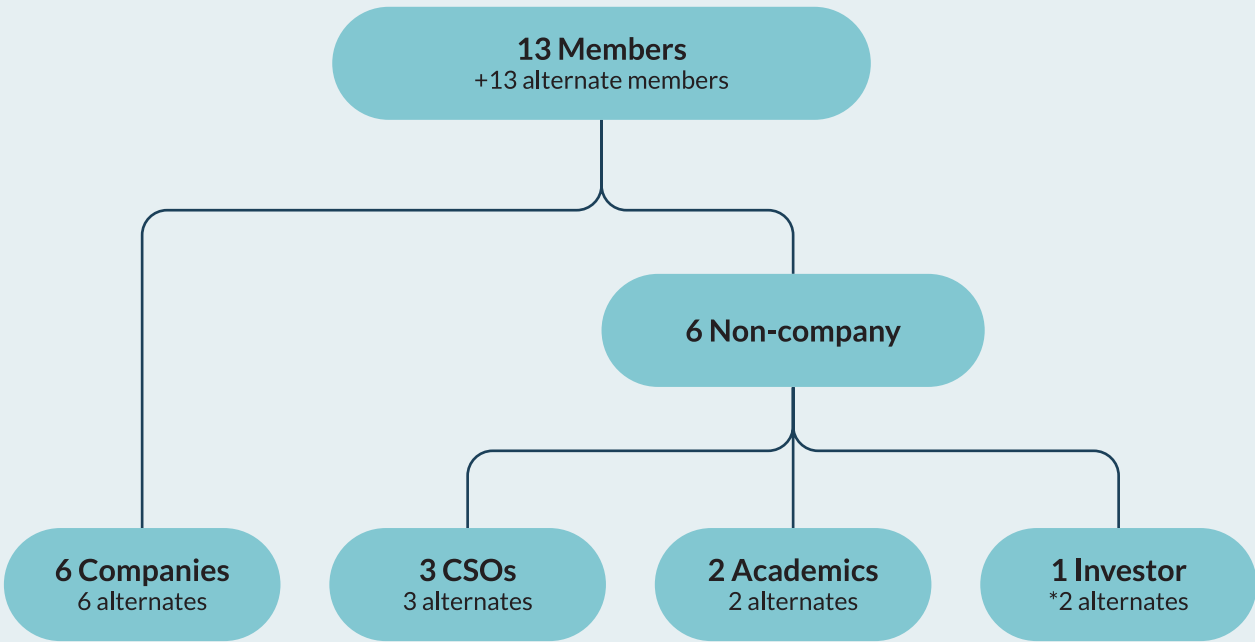 13 Members
+13 alternate members
6 Non-company
6 Companies
6 alternates
3 CSOs
3 alternates
2 Academics
2 alternates
1 Investor
*2 alternates